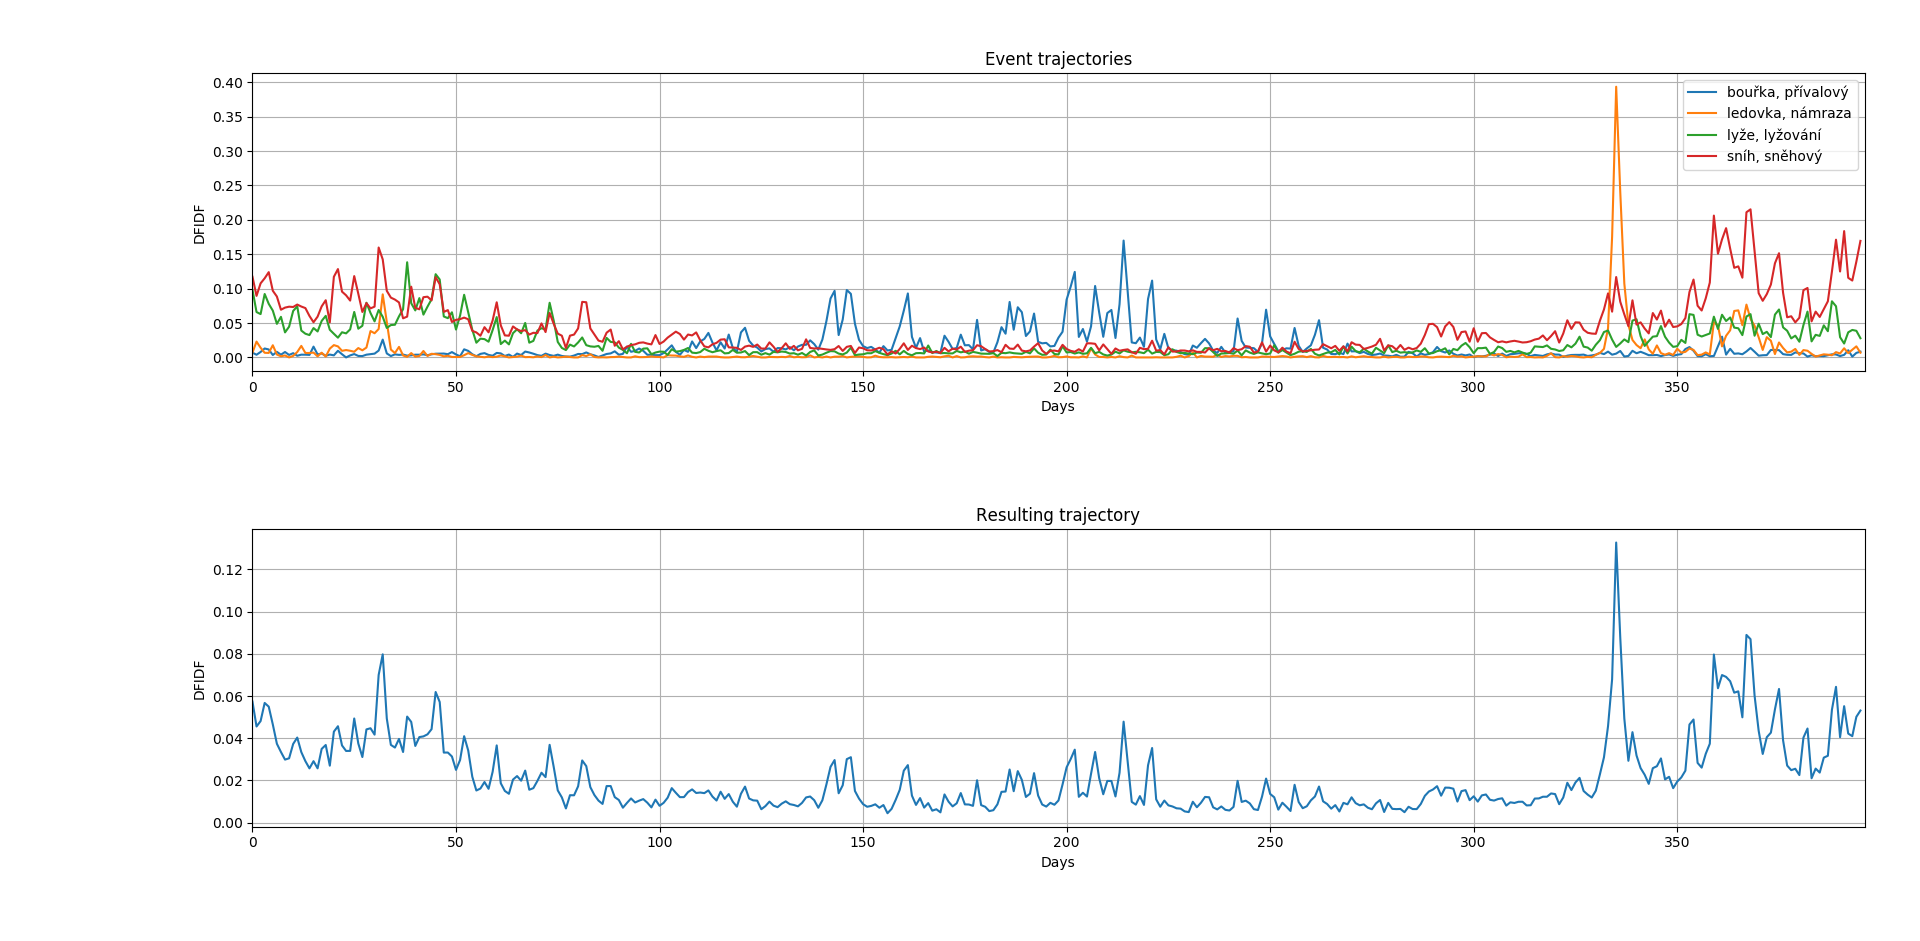 Event trajectories
0.40
0.35
0.30
0.25
0.20
0.15
0.10
0.05
0.00
DFIDF
bouřka, přívalový
ledovka, námraza
lyže, lyžování
sníh, sněhový
0 50 100 150 200 250 300 350
Days
Resulting trajectory
0.12
0.10
0.08
0.06
0.04
0.02
0.00
DFIDF
0 50 100 150 200 250 300 350
Days